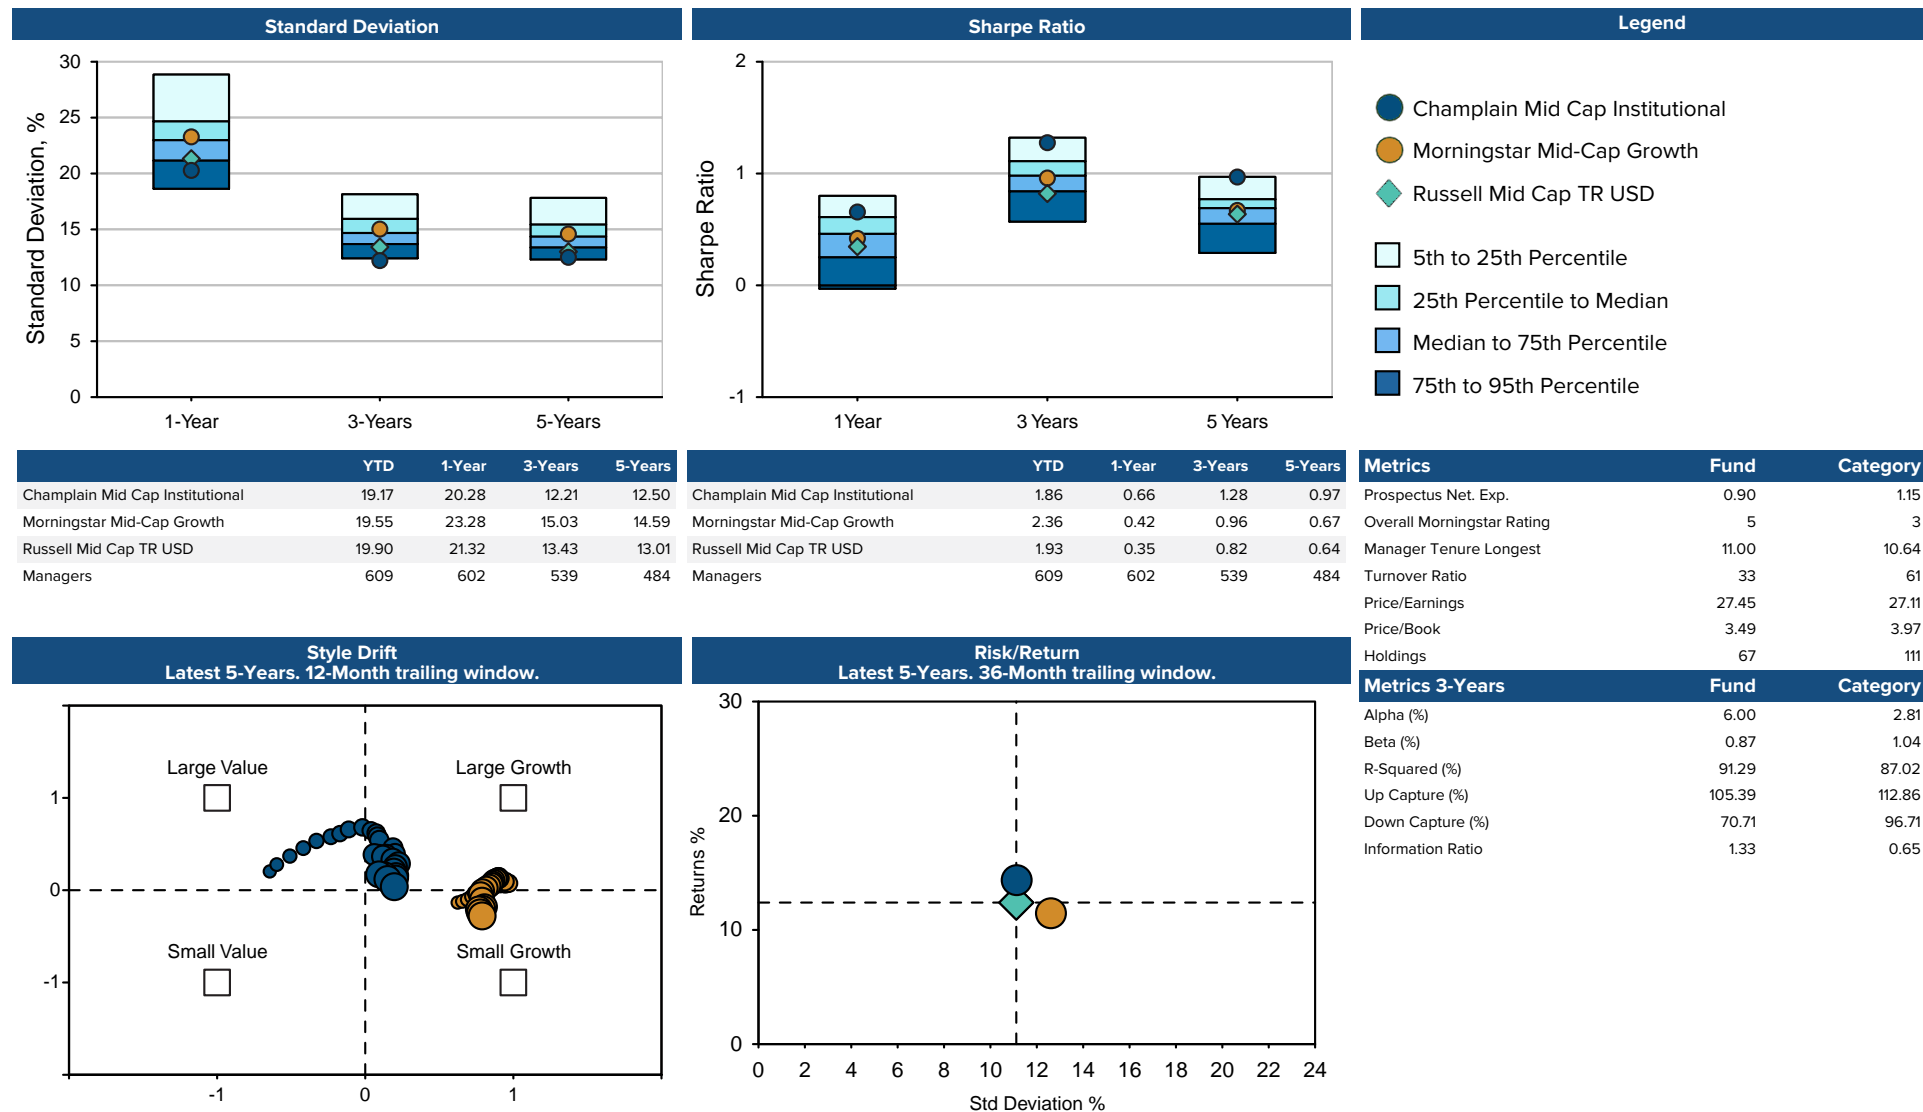 Standard Deviation
Sharpe Ratio
Legend
Standard Deviation, %
30
25
20
15
10
5
0
1-Year
3-Years
5-Years
Sharpe Ratio
2
1
0
-1
1Year
3 Years
5 Years
Champlain Mid Cap Institutional
Morningstar Mid-Cap Growth
Russell Mid Cap TR USD
5th to 25th Percentile
25th Percentile to Median
Median to 75th Percentile
75th to 95th Percentile
YTD 1-Year 3-Years 5-Years
Champlain Mid Cap Institutional 19.17 20.28 12.21 12.50
Morningstar Mid-Cap Growth 19.55 23.28 15.03 14.59
Russell Mid Cap TR USD 19.90 21.32 13.43 13.01
Managers 609 602 539 484
YTD 1-Year 3-Years 5-Years
Champlain Mid Cap Institutional 1.86 0.66 1.28 0.97
Morningstar Mid-Cap Growth 2.36 0.42 0.96 0.67
Russell Mid Cap TR USD 1.93 0.35 0.82 0.64
Managers 609 602 539 484
Metrics Fund Category
Prospectus Net. Exp. 0.90 1.15
Overall Morningstar Rating 5 3
Manager Tenure Longest 11.00 10.64
Turnover Ratio 33 61
Price/Earnings 27.45 27.11
Price/Book 3.49 3.97
Holdings 67 111
Metrics 3-Years Fund Category
Alpha (%) 6.00 2.81
Beta (%) 0.87 1.04
R-Squared (%) 91.29 87.02
Up Capture (%) 105.39 112.86
Down Capture (%) 70.71 96.71
Information Ratio 1.33 0.65
Style Drift
Latest 5-Years. 12-Month trailing window.
Large Value
Large Growth
Small Value
Small Growth
1
0
-1
-1
0
1
Risk/Return
Latest 5-Years. 36-Month trailing window.
Returns %
30
20
10
0
0 2 4 6 8 10 12 14 16 18 20 22 24
Std Deviation %